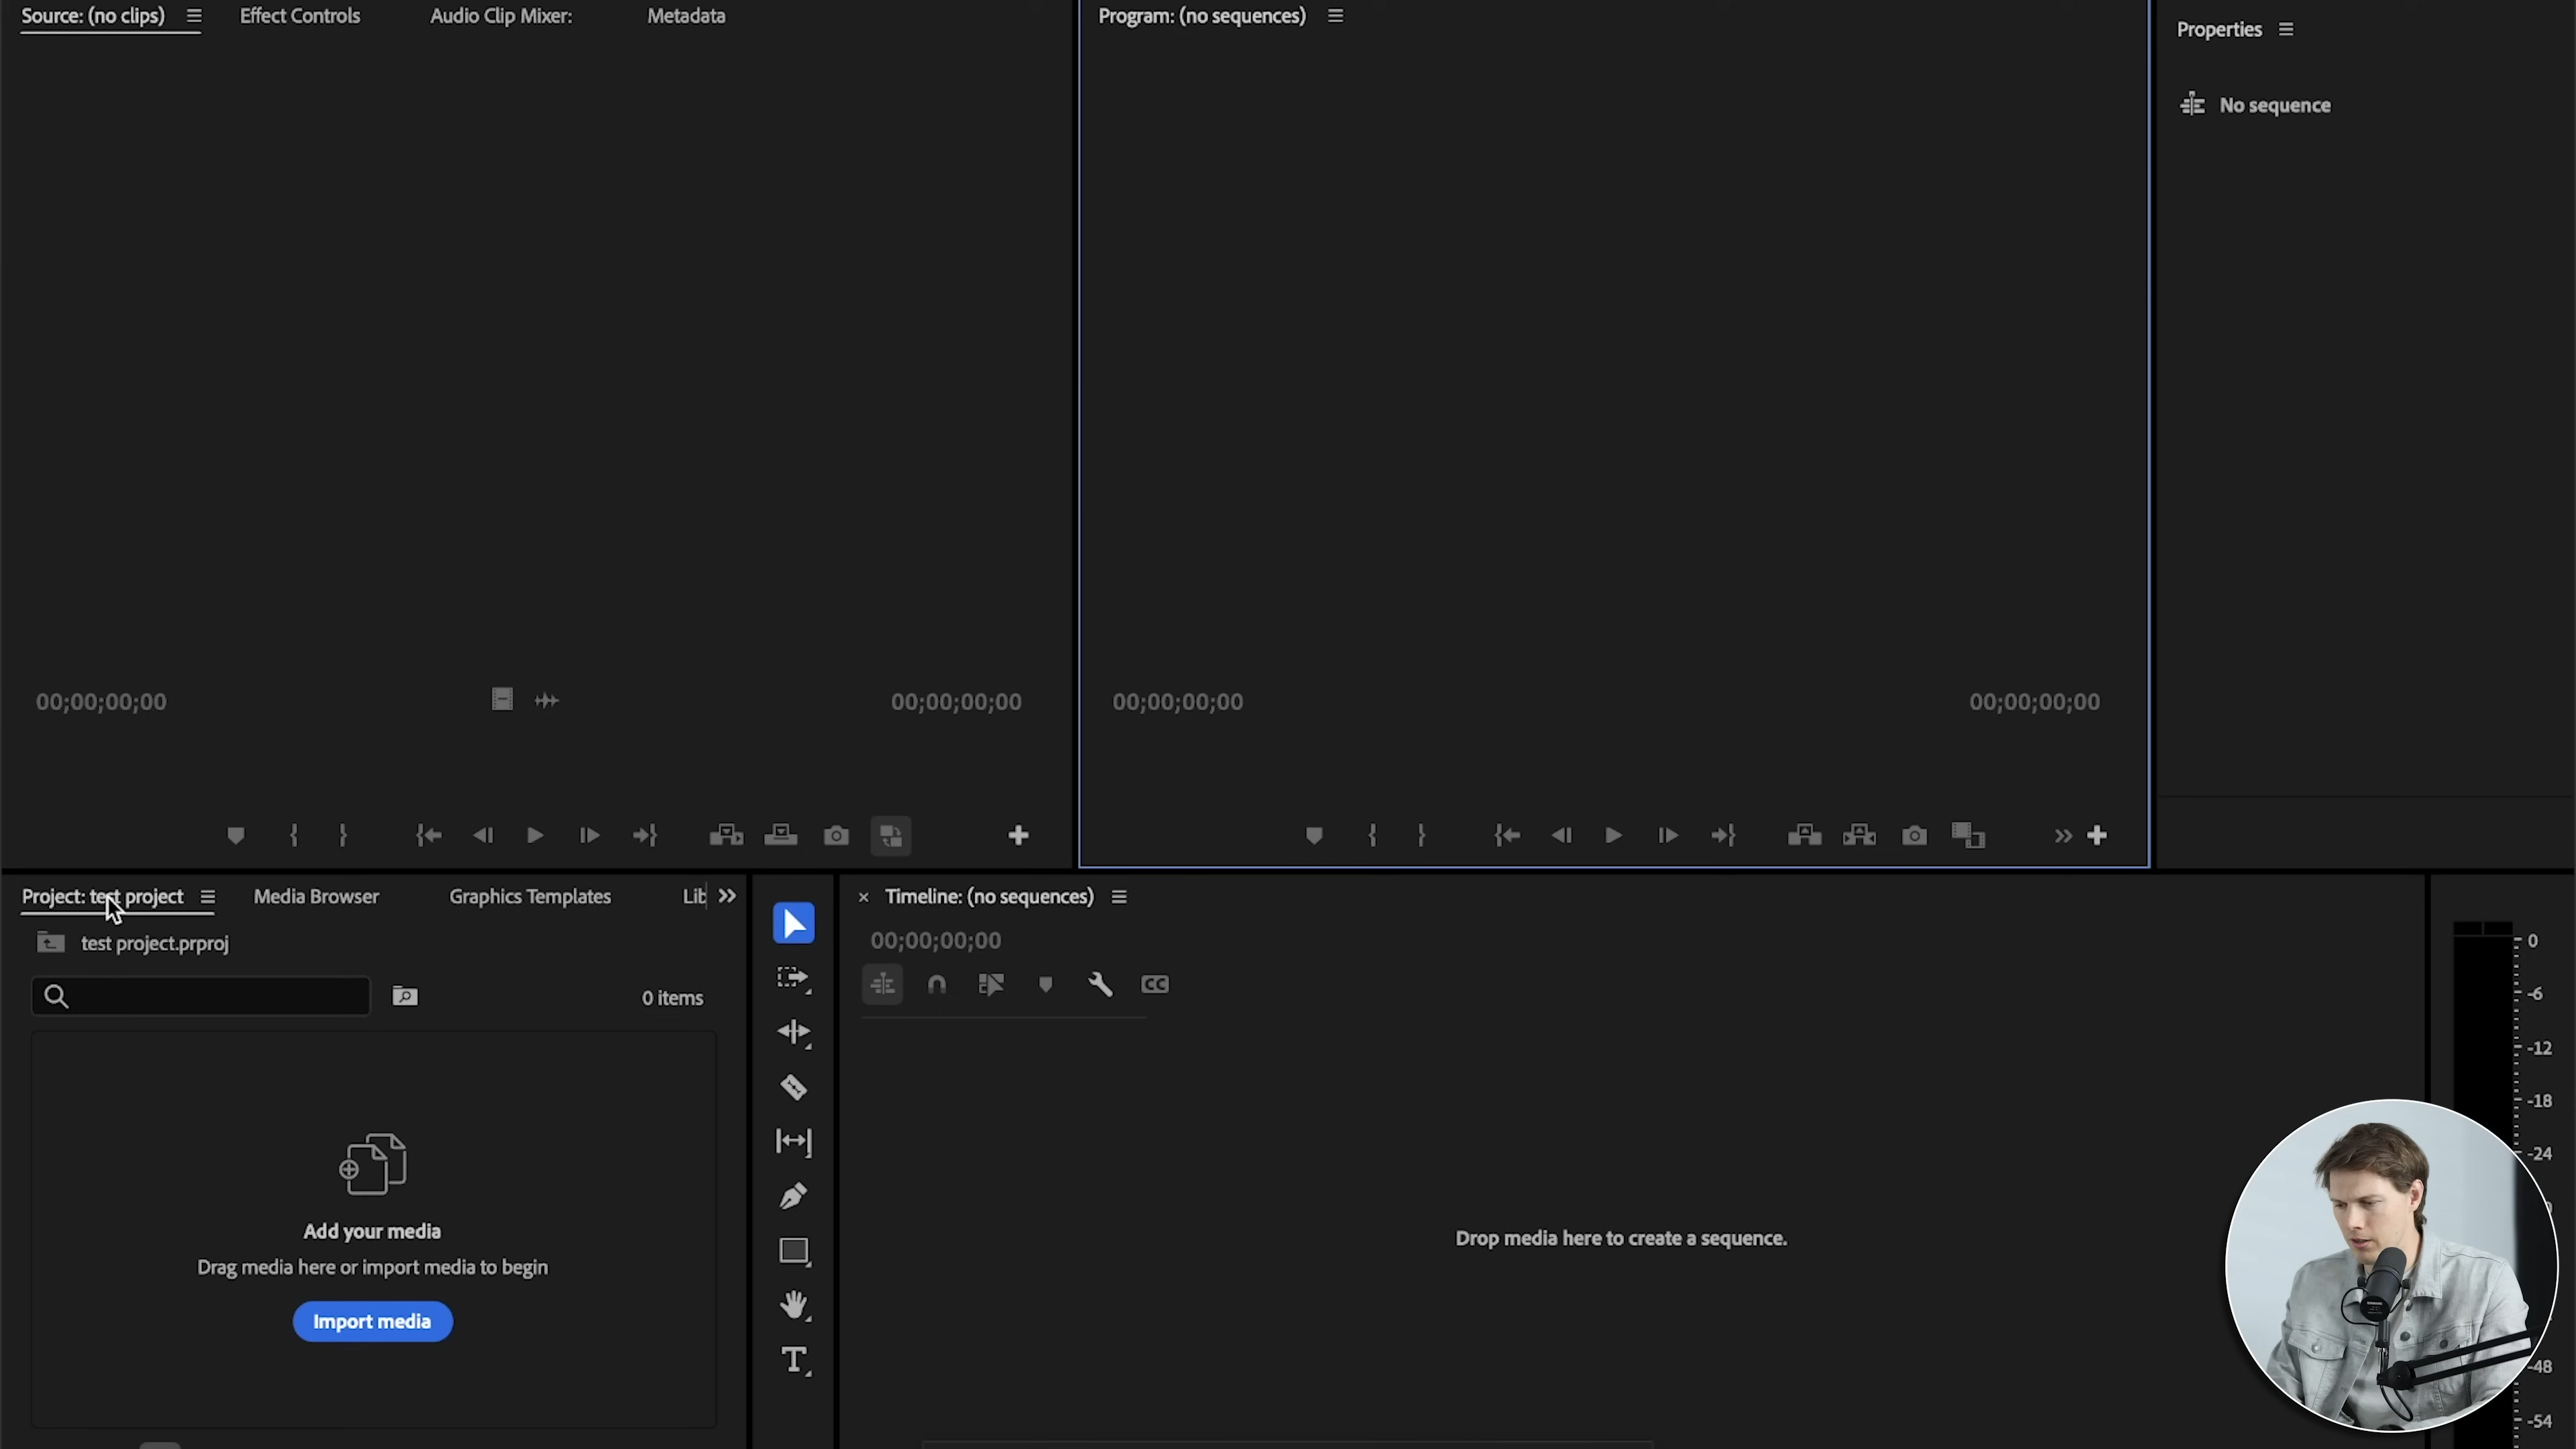 Source: (no clips)
Effect Controls
Audio Clip Mixer:
Metadata
Program: (no sequences)
Properties
No sequence
00;00;00;00
00;00;00;00
00;00;00;00
00;00;00;00
Project: test project
Media Browser
Graphics Templates
Lib
test project.prproj
0 items
Add your media
Drag media here or import media to begin
Import media
T
Timeline: (no sequences)
00;00;00;00
CC
Drop media here to create a sequence.
0
-6
-12
-18
-24
-48
-54